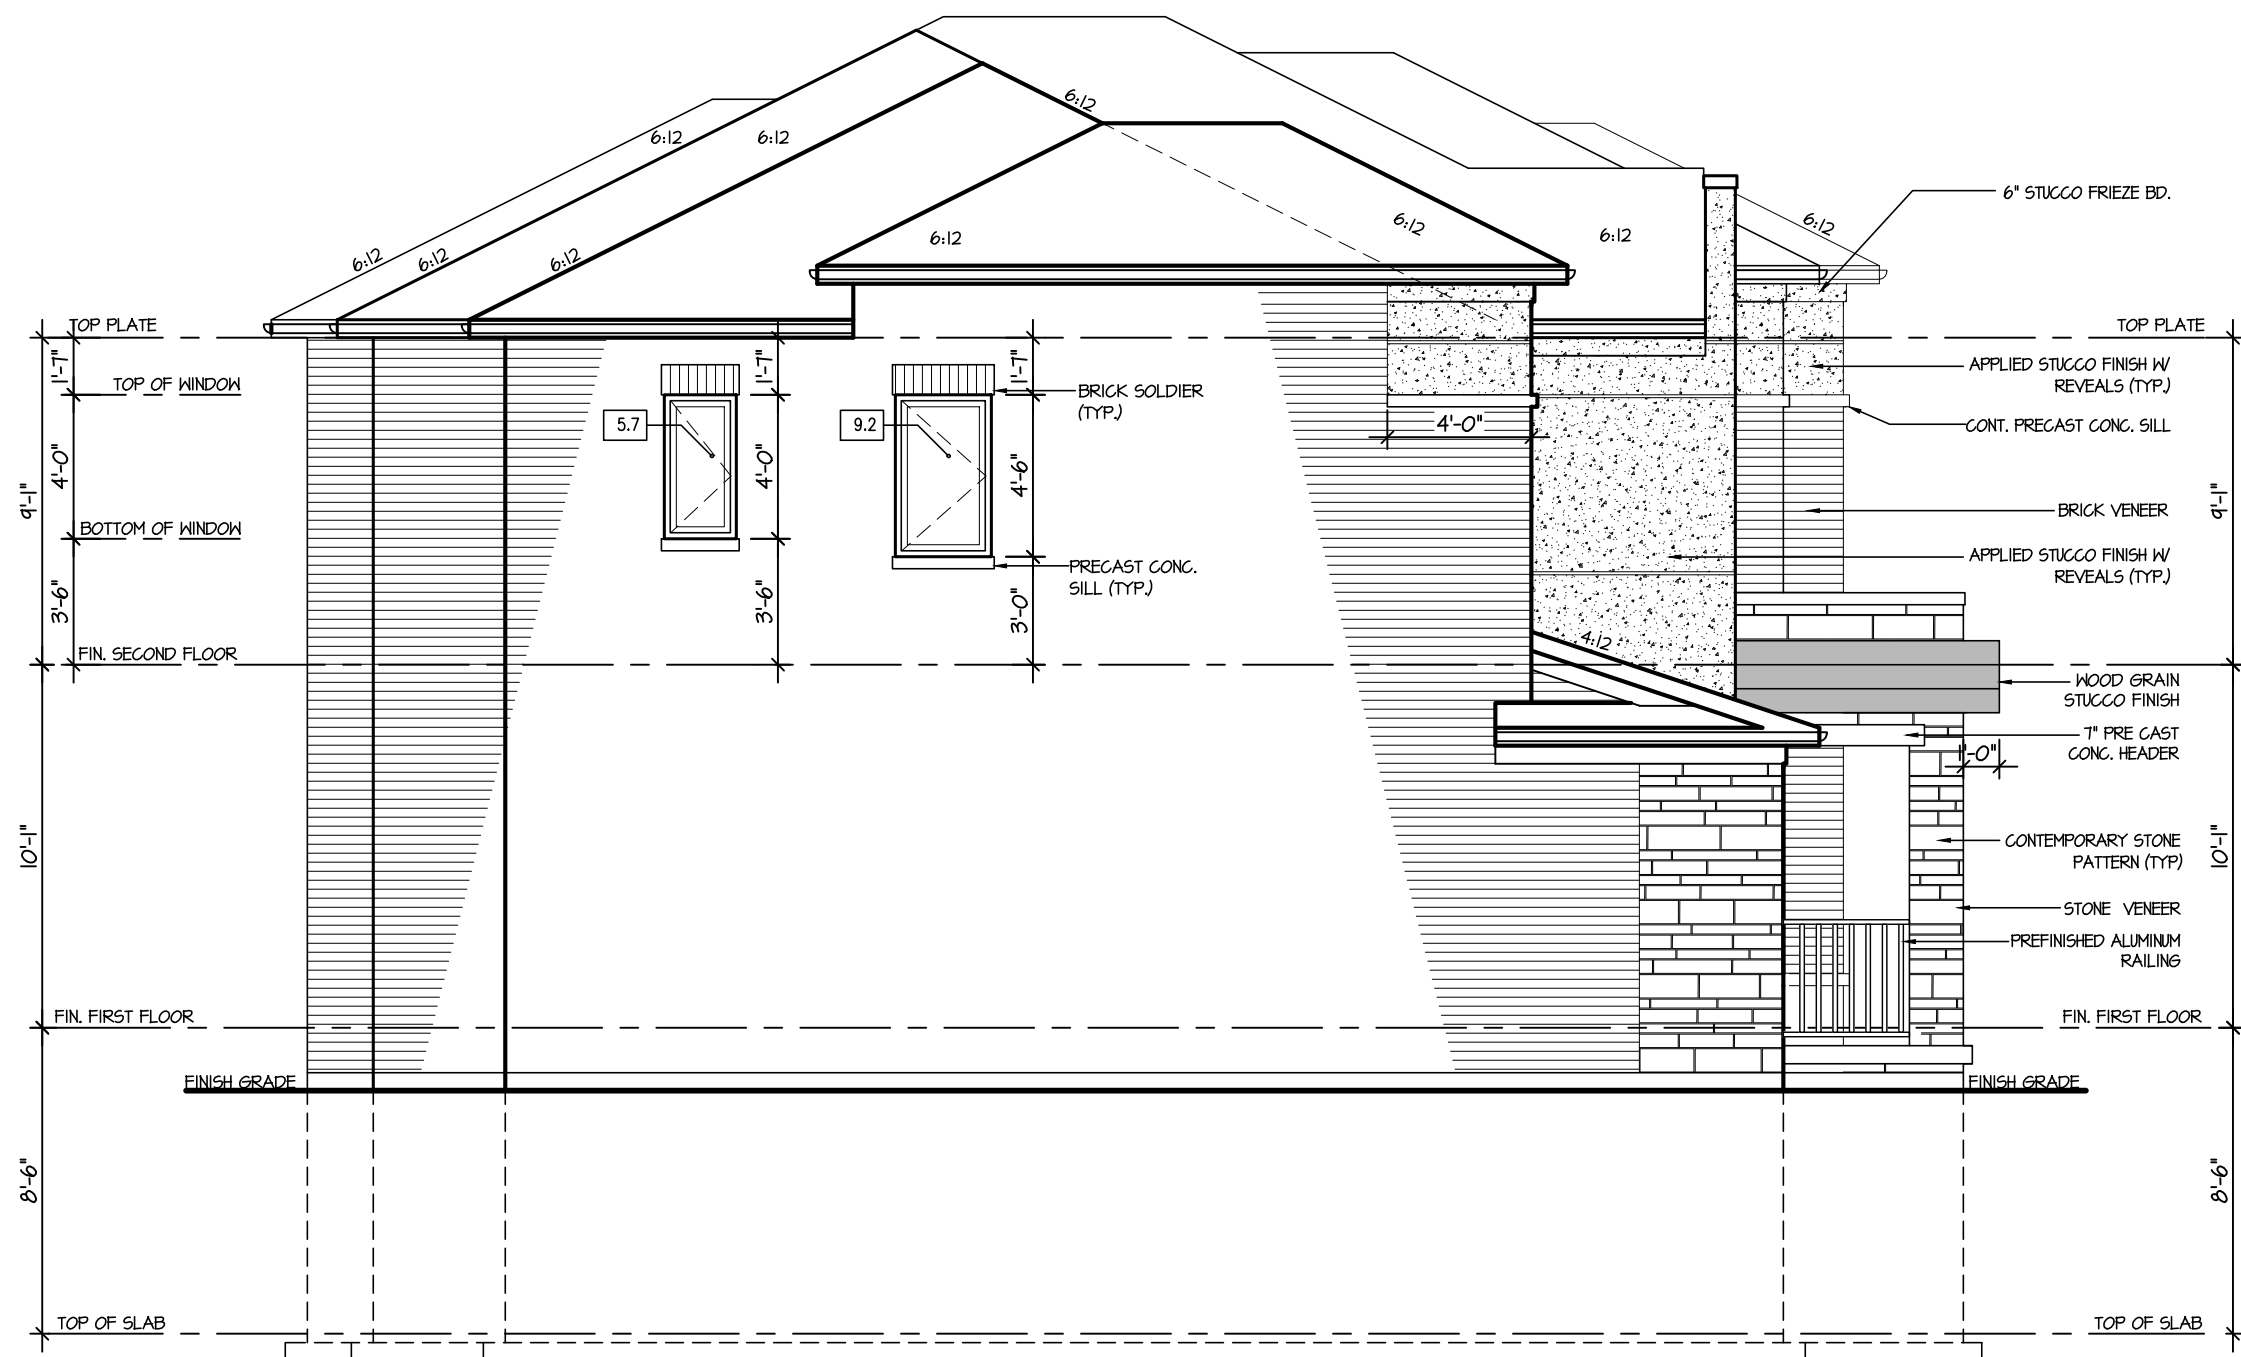 6:12
6:12
6:12
6" STUCCO FRIEZE BD.
6:12
6:12
6:12
6:12
6:12
6:12
6:12
TOP PLATE
TOP PLATE
1'-7"
1'-7"
1'-7"
TOP OF WINDOW
BRICK SOLDIER
(TYP.)
APPLIED STUCCO FINISH W/
REVEALS (TYP.)
5.7
9.2
4'-0"
CONT. PRECAST CONC. SILL
4'-0"
4'-0"
4'-6"
9'-1"
9'-1"
BOTTOM OF WINDOW
BRICK VENEER
PRECAST CONC.
SILL (TYP.)
APPLIED STUCCO FINISH W/
REVEALS (TYP.)
3'-6"
3'-6"
3'-0"
4:12
FIN. SECOND FLOOR
WOOD GRAIN
STUCCO FINISH
7" PRE CAST
CONC. HEADER
1'-0"
10'-1"
10'-1"
CONTEMPORARY STONE
PATTERN (TYP)
STONE VENEER
PREFINISHED ALUMINUM
RAILING
FIN. FIRST FLOOR
FIN. FIRST FLOOR
FINISH GRADE
FINISH GRADE
8'-6"
8'-6"
TOP OF SLAB
TOP OF SLAB